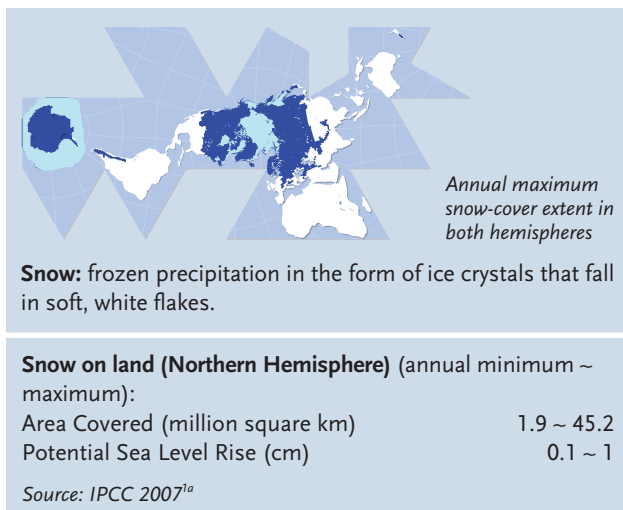 Annual maximum
snow-cover extent in
both hemispheres
Snow: frozen precipitation in the form of ice crystals that fall
in soft, white flakes.
Snow on land (Northern Hemisphere) (annual minimum ~
maximum):
Area Covered (million square km) 1.9 ~ 45.2
Potential Sea Level Rise (cm) 0.1 ~ 1
Source: IPCC 2007¹ᵃ